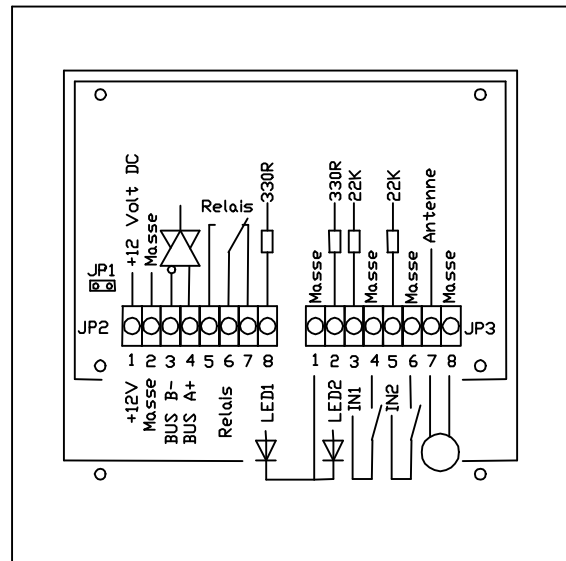 +12 Volt DC
Masse
Relais
330R
330R
22K
22K
Antenne
Masse
Masse
Masse
Masse
JP1
JP2
JP3
1 2 3 4 5 6 7 8
1 2 3 4 5 6 7 8
+12V
Masse
BUS B-
BUS A+
Relais
LED1
LED2
IN1
IN2